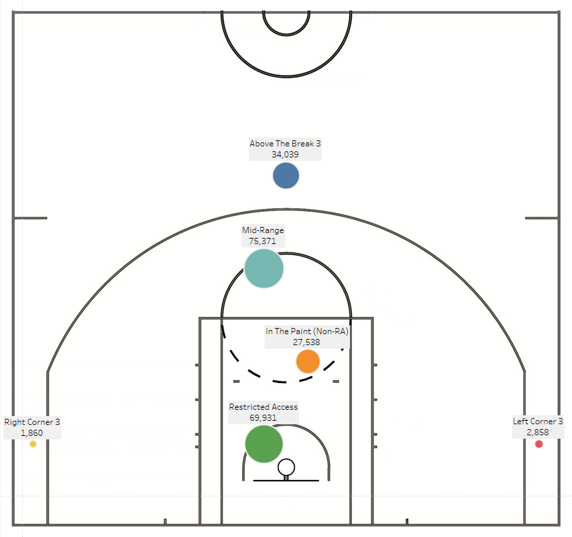 Above The Break 3
34,039
Mid-Range
75,371
In The Paint (Non-RA)
27,538
Restricted Access
69,931
Right Corner 3
1,860
Left Corner 3
2,858